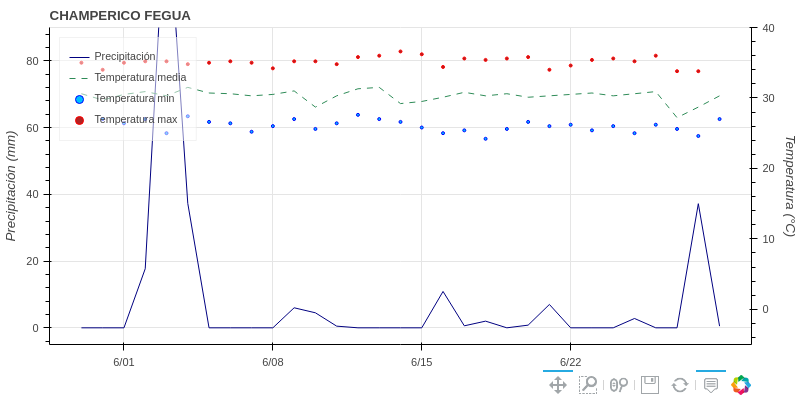 CHAMPERICO FEGUA
Precipitación
Temperatura media
Temperatura min
Temperatura max
Precipitación (mm)
80
60
40
20
0
40
30
20
10
0
Temperatura (°C)
6/01
6/08
6/15
6/22